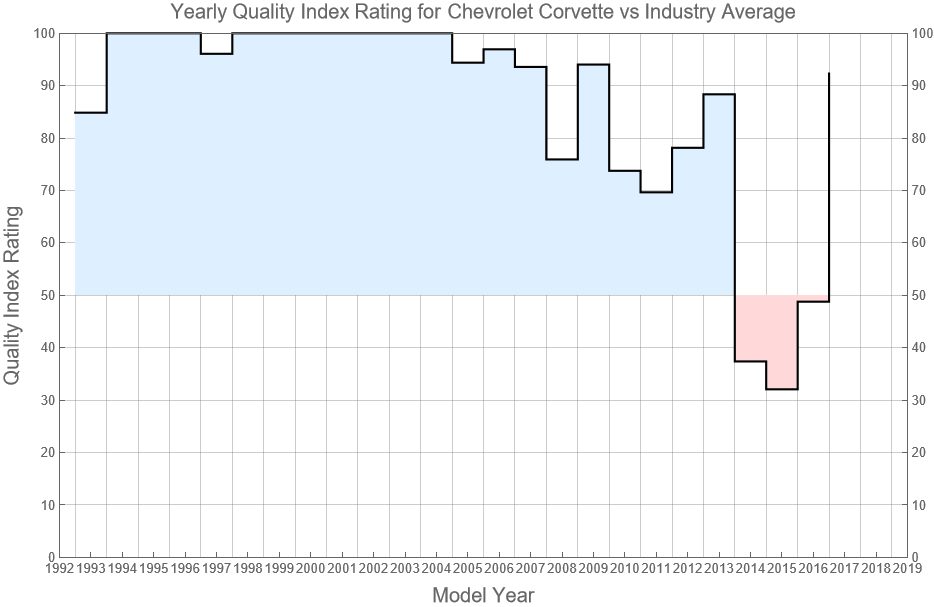 Yearly Quality Index Rating for Chevrolet Corvette vs Industry Average
100 100
90 90
80 80
70 70
60 60
50 50
40 40
30 30
20 20
10 10
0 0
Quality Index Rating
1992 1993 1994 1995 1996 1997 1998 1999 2000 2001 2002 2003 2004 2005 2006 2007 2008 2009 2010 2011 2012 2013 2014 2015 2016 2017 2018 2019
Model Year